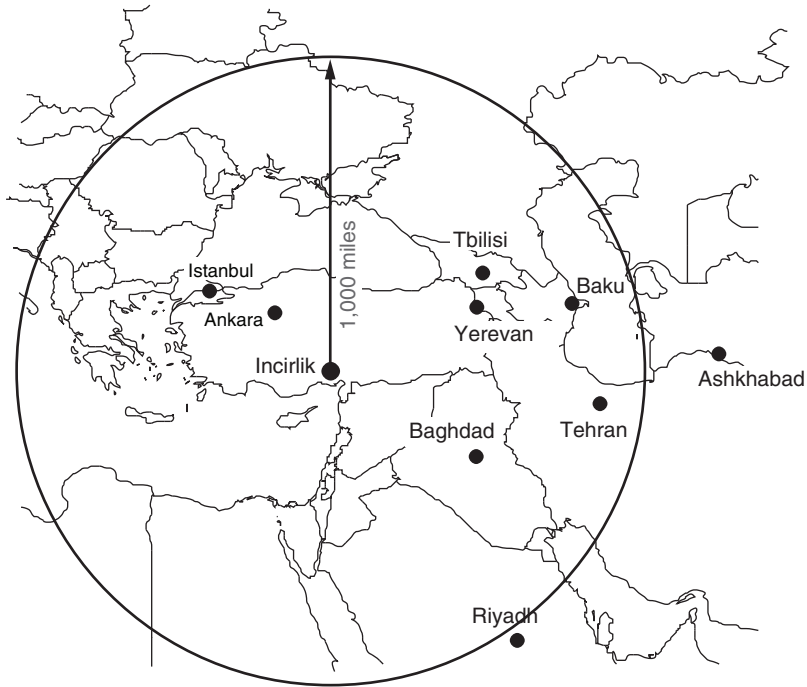 Tbilisi
Istanbul
Baku
Ankara
Yerevan
1,000 miles
Incirlik
Ashkhabad
Baghdad
Tehran
Riyadh